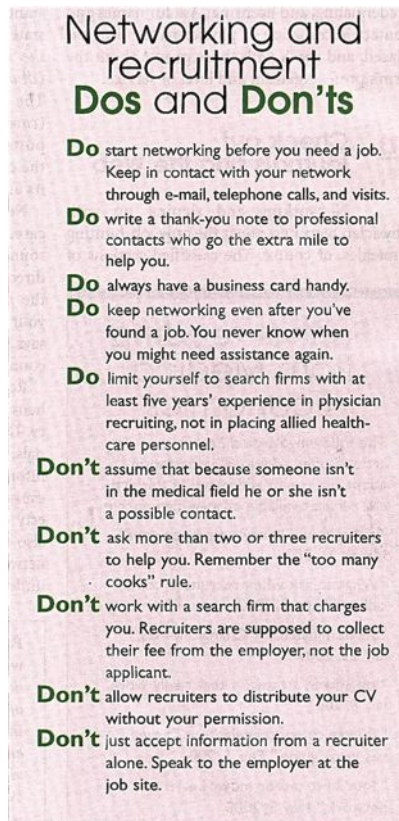 Networking and
recruitment
Dos and Don'ts
Do start networking before you need a job.
Keep in contact with your network
through e-mail, telephone calls, and visits.
Do write a thank-you note to professional
contacts who go the extra mile to
help you.
Do always have a business card handy.
Do keep networking even after you've
found a job. You never know when
you might need assistance again.
Do limit yourself to search firms with at
least five years' experience in physician
recruiting, not in placing allied health-
care personnel.
Don't assume that because someone isn't
in the medical field he or she isn't
a possible contact.
Don't ask more than two or three recruiters
to help you. Remember the "too many
cooks" rule.
Don't work with a search firm that charges
you. Recruiters are supposed to collect
their fee from the employer, not the job
applicant.
Don't allow recruiters to distribute your CV
without your permission.
Don't just accept information from a recruiter
alone. Speak to the employer at the
job site.